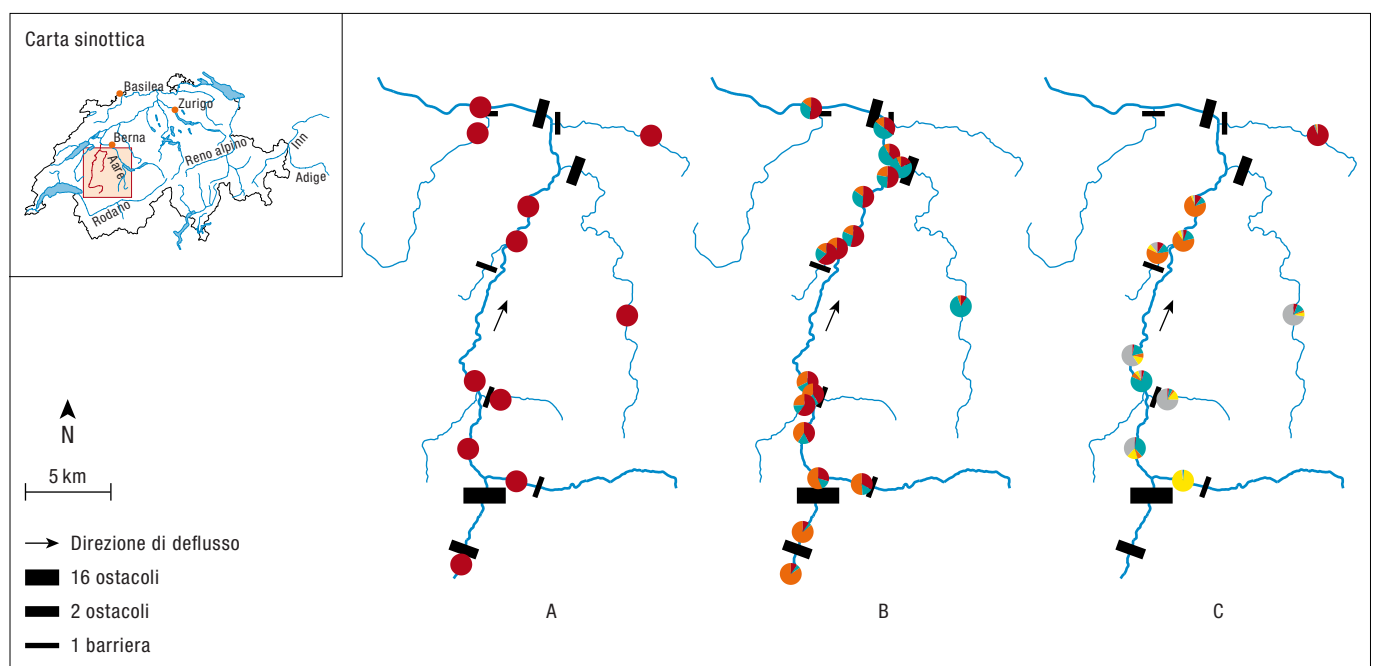 Carta sinottica
Basilea
Zurigo
Berna
Aare
Reno alpino
Inn
Adige
Rodano
N
5 km
Direzione di deflusso
16 ostacoli
2 ostacoli
1 barriera
A
B
C